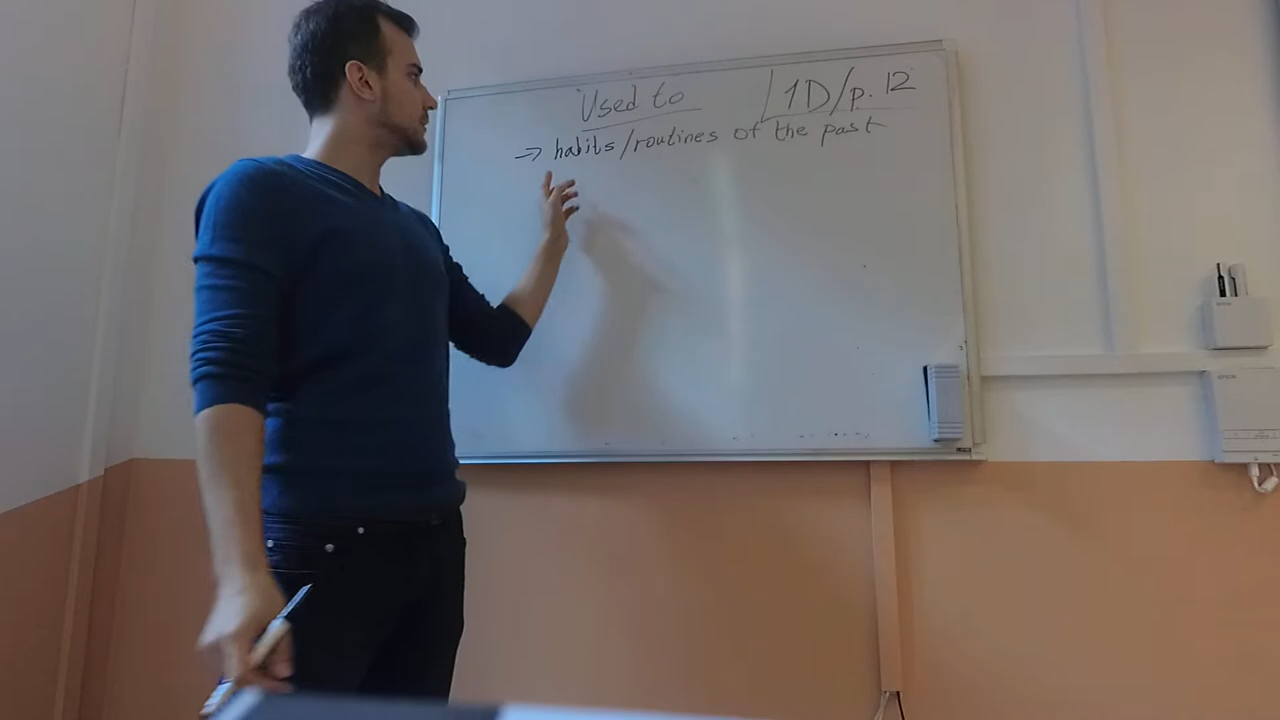 Used to
1D/p. 12
→ habits/routines of the past